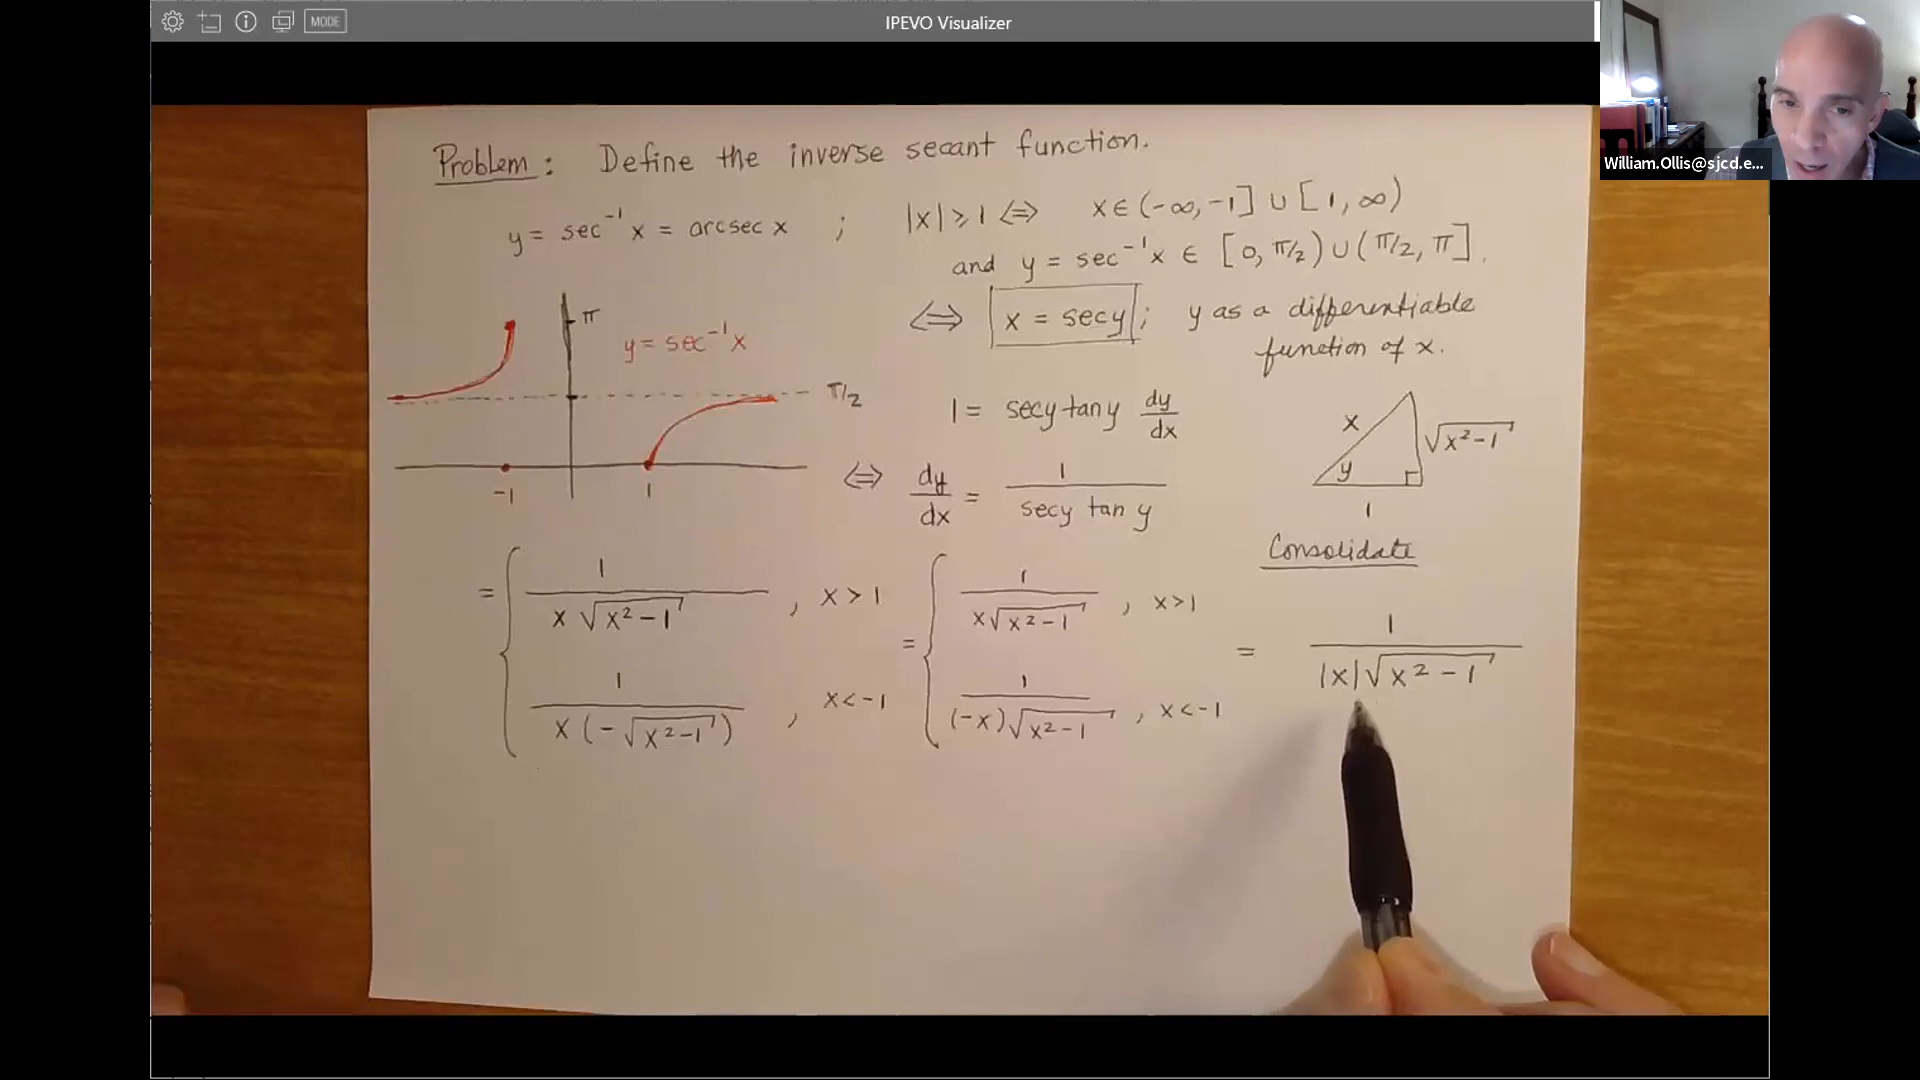 MODE
IPEVO Visualizer
William.Ollis@sjcd.e...
Problem: Define the inverse secant function.
y = sec⁻¹ x = arcsec x ; |x| ≥ 1 ⇔ x ∈ (-∞, -1] ∪ [1, ∞)
and y = sec⁻¹ x ∈ [0, π/2) ∪ (π/2, π].
⇔ x = sec y ; y as a differentiable
function of x.
π
y = sec⁻¹ x
π/2
-1
1
1 = sec y tan y dy/dx
⇔ dy/dx = 1/(sec y tan y)
x
√(x² - 1)
y
1
Consolidate
= { 1/(x √(x² - 1)) , x > 1
1/(x (-√(x² - 1))) , x < -1
= { 1/(x√(x² - 1)) , x > 1
1/((-x)√(x² - 1)) , x < -1
= 1/(|x|√(x² - 1))